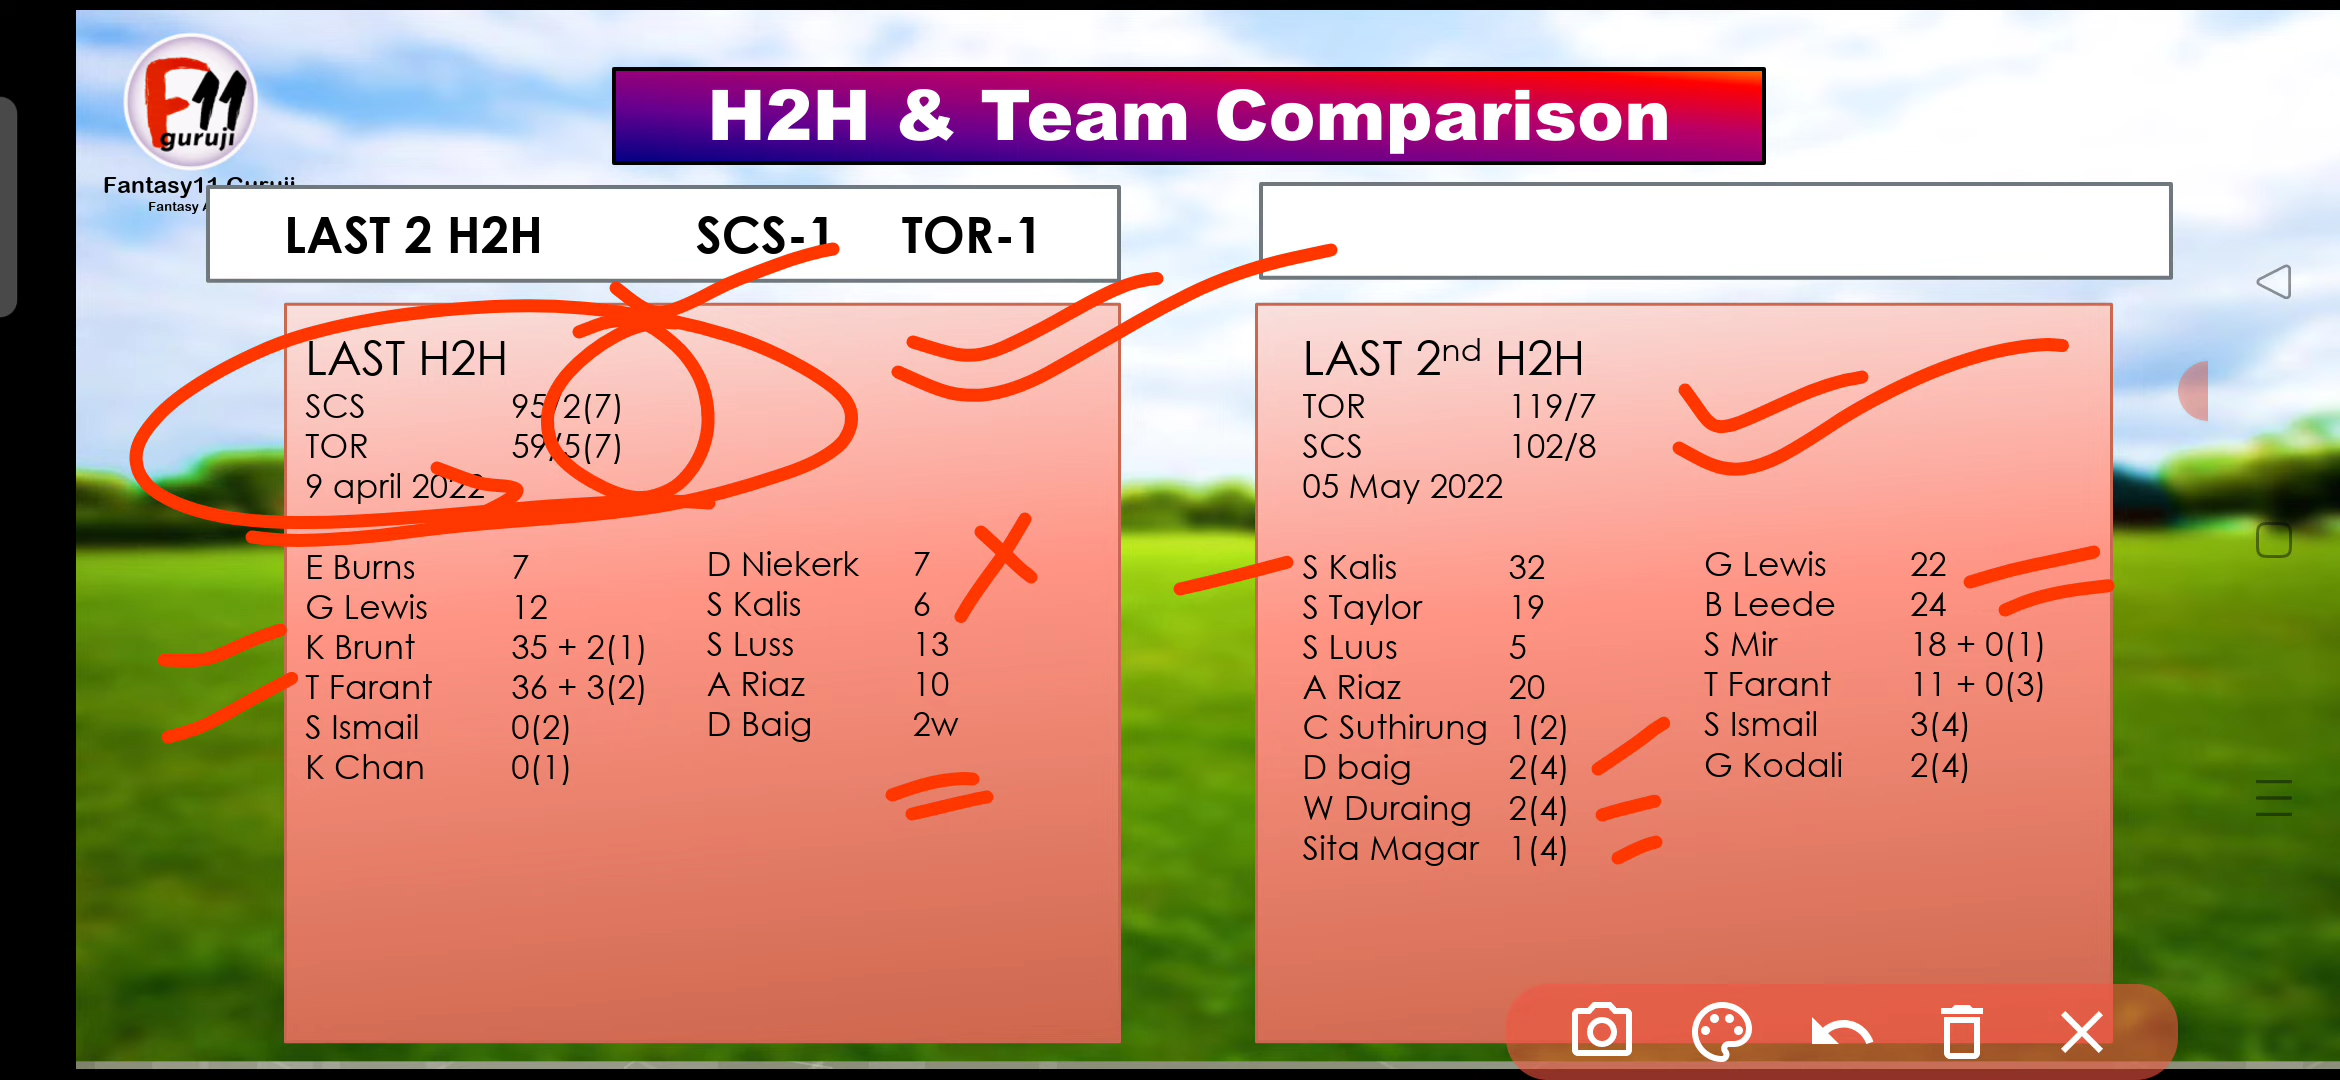 F11
guruji
Fantasy11 Guruji
Fantasy
H2H & Team Comparison
LAST 2 H2H SCS-1 TOR-1
LAST H2H
SCS 95/2(7)
TOR 59/5(7)
9 april 2022
E Burns 7
G Lewis 12
K Brunt 35 + 2(1)
T Farant 36 + 3(2)
S Ismail 0(2)
K Chan 0(1)
D Niekerk 7
S Kalis 6
S Luss 13
A Riaz 10
D Baig 2w
LAST 2nd H2H
TOR 119/7
SCS 102/8
05 May 2022
S Kalis 32
S Taylor 19
S Luus 5
A Riaz 20
C Suthirung 1(2)
D baig 2(4)
W Duraing 2(4)
Sita Magar 1(4)
G Lewis 22
B Leede 24
S Mir 18 + 0(1)
T Farant 11 + 0(3)
S Ismail 3(4)
G Kodali 2(4)